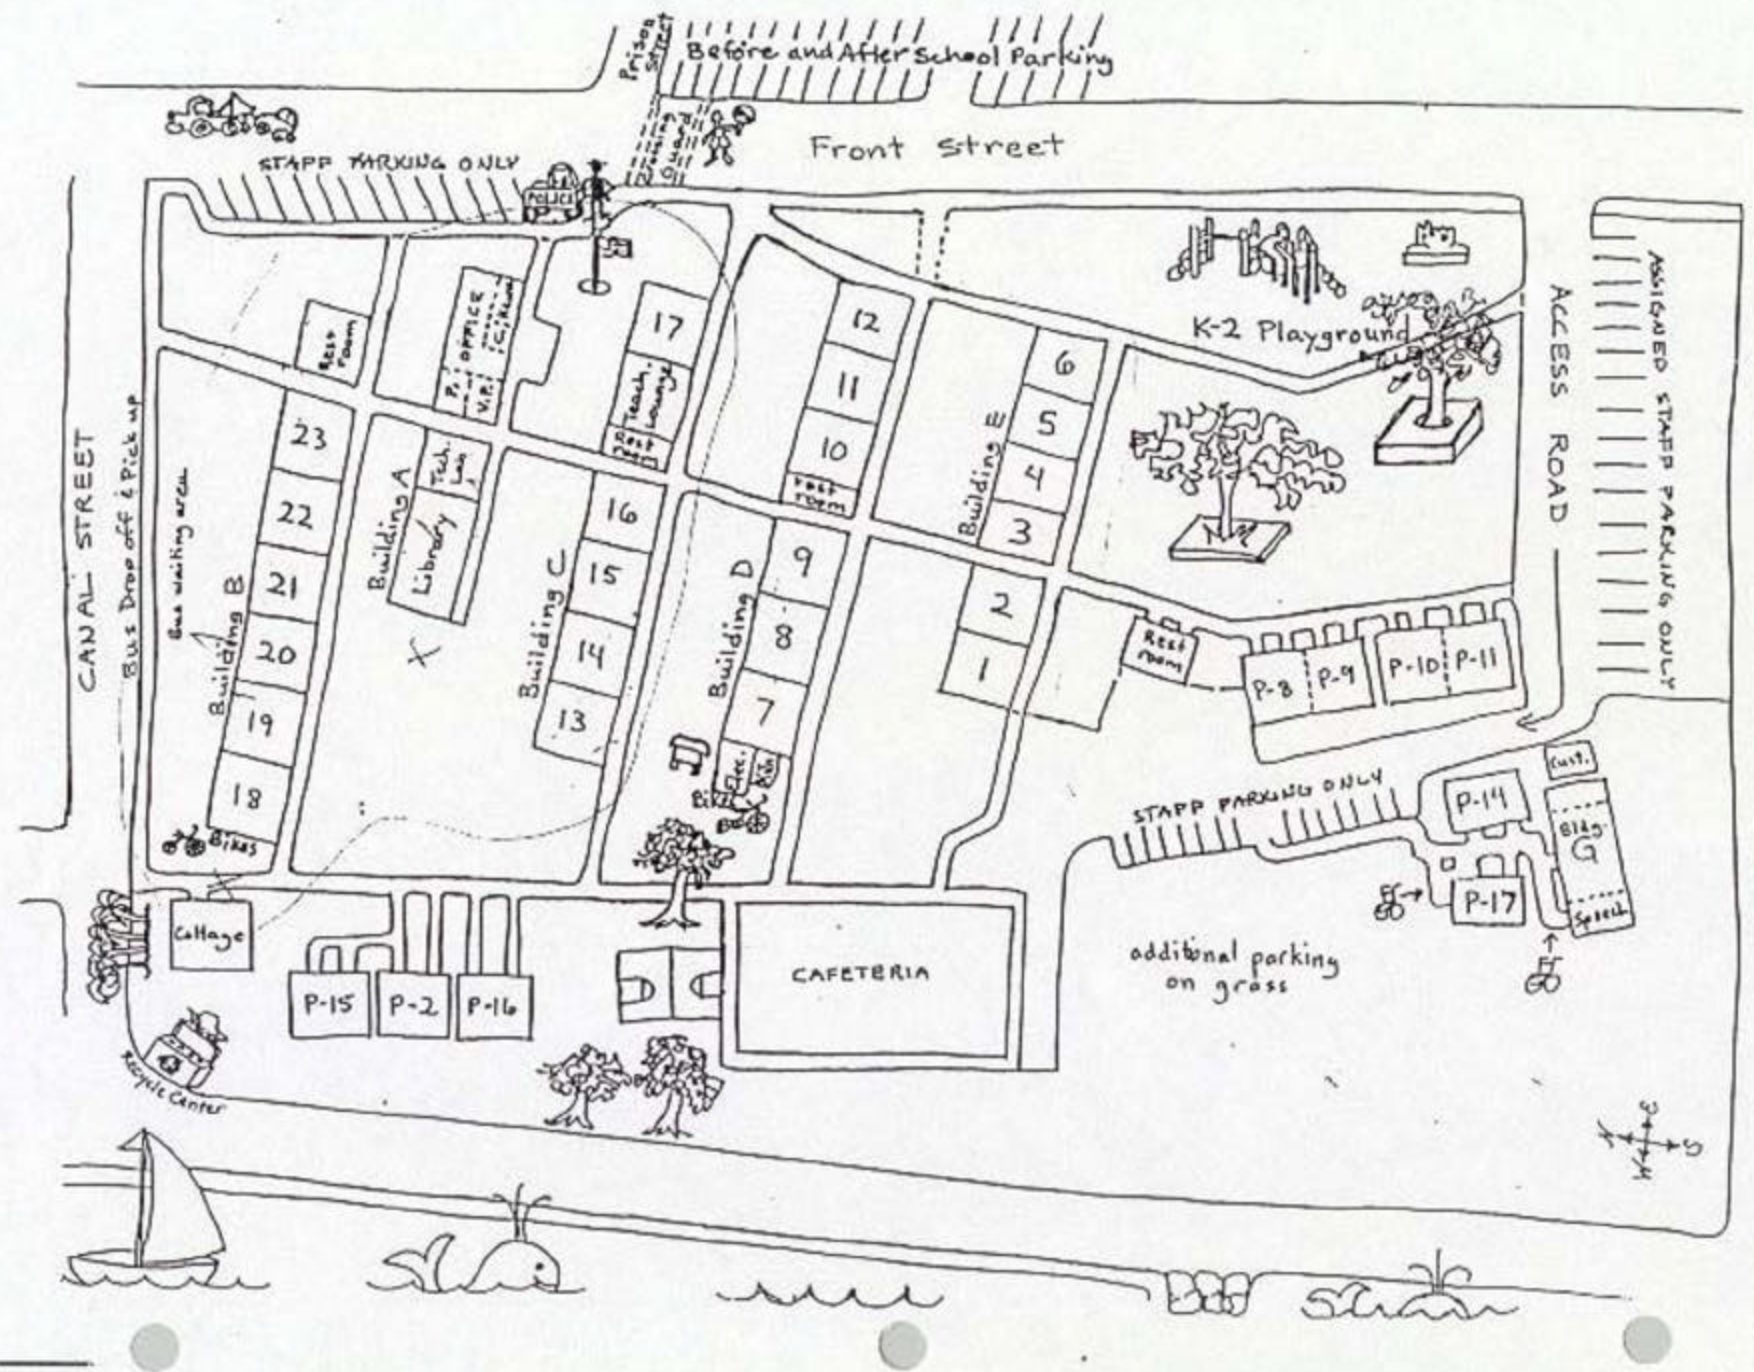 Prison
Street
Before and After School Parking
Crossing
Guard
Front Street
STAFF PARKING ONLY
POLICE
CANAL STREET
Bus Drop off & Pick up
Bus waiting area
Rest
room
P.
OFFICE
V.P.
17
Teach.
Lounge
Rest
12
11
10
Rest
room
Building E
6
5
4
3
2
1
K-2 Playground
ACCESS ROAD
ASSIGNED STAFF PARKING ONLY
Building B
23
22
21
20
19
18
Bikes
Building A
Tech.
Lab
Library
X
Building C
16
15
14
13
Building D
9
8
7
Elec.
Bikes
Rest
room
P-8
P-9
P-10
P-11
STAFF PARKING ONLY
Cust.
P-14
Bldg.
G
P-17
Speech
additional parking
on grass
Cottage
P-15
P-2
P-16
CAFETERIA
Recycle Center
E
N
S
W